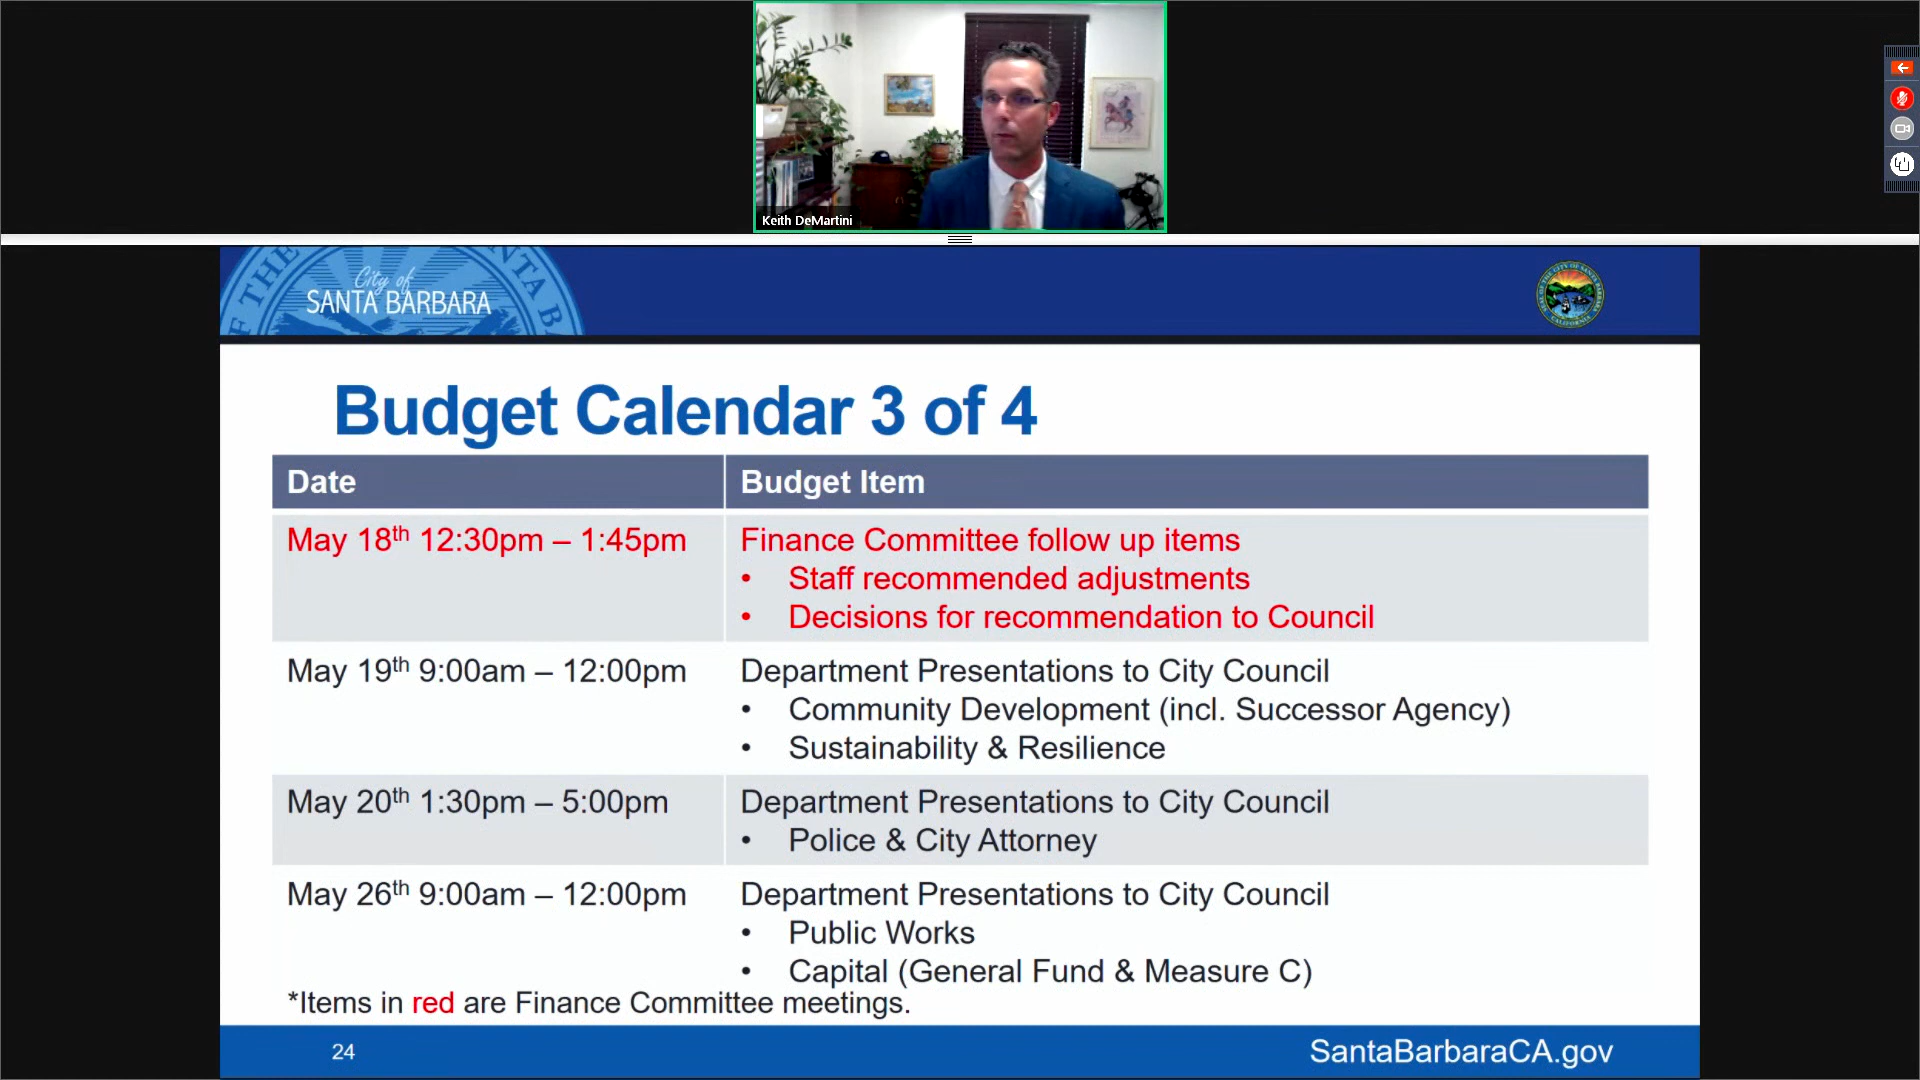 Keith DeMartini
City of
SANTA BARBARA
Budget Calendar 3 of 4
Date Budget Item
May 18th 12:30pm – 1:45pm Finance Committee follow up items
• Staff recommended adjustments
• Decisions for recommendation to Council
May 19th 9:00am – 12:00pm Department Presentations to City Council
• Community Development (incl. Successor Agency)
• Sustainability & Resilience
May 20th 1:30pm – 5:00pm Department Presentations to City Council
• Police & City Attorney
May 26th 9:00am – 12:00pm Department Presentations to City Council
• Public Works
• Capital (General Fund & Measure C)
*Items in red are Finance Committee meetings.
24 SantaBarbaraCA.gov